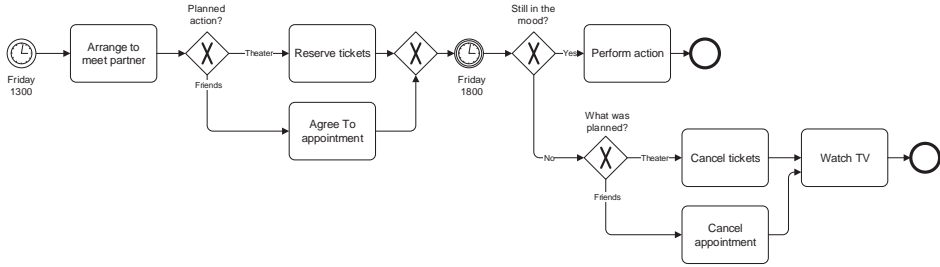 Planned
action?
Still in the
mood?
Arrange to
meet partner
Theater
Reserve tickets
Yes
Perform action
Friday
1300
Friends
Friday
1800
Agree To
appointment
What was
planned?
No
Theater
Cancel tickets
Watch TV
Friends
Cancel
appointment